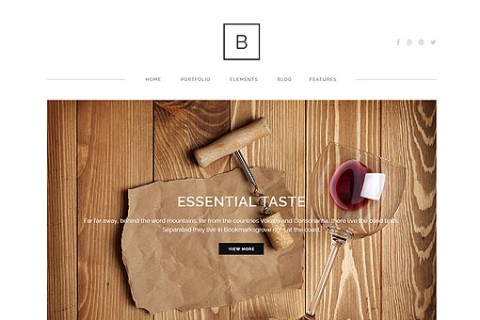 B
HOME PORTFOLIO ELEMENTS BLOG FEATURES
ESSENTIAL TASTE
Far far away, behind the word mountains, far from the countries Vokalia and Consonantia, there live the blind texts.
Separated they live in Bookmarksgrove right at the coast.
VIEW MORE